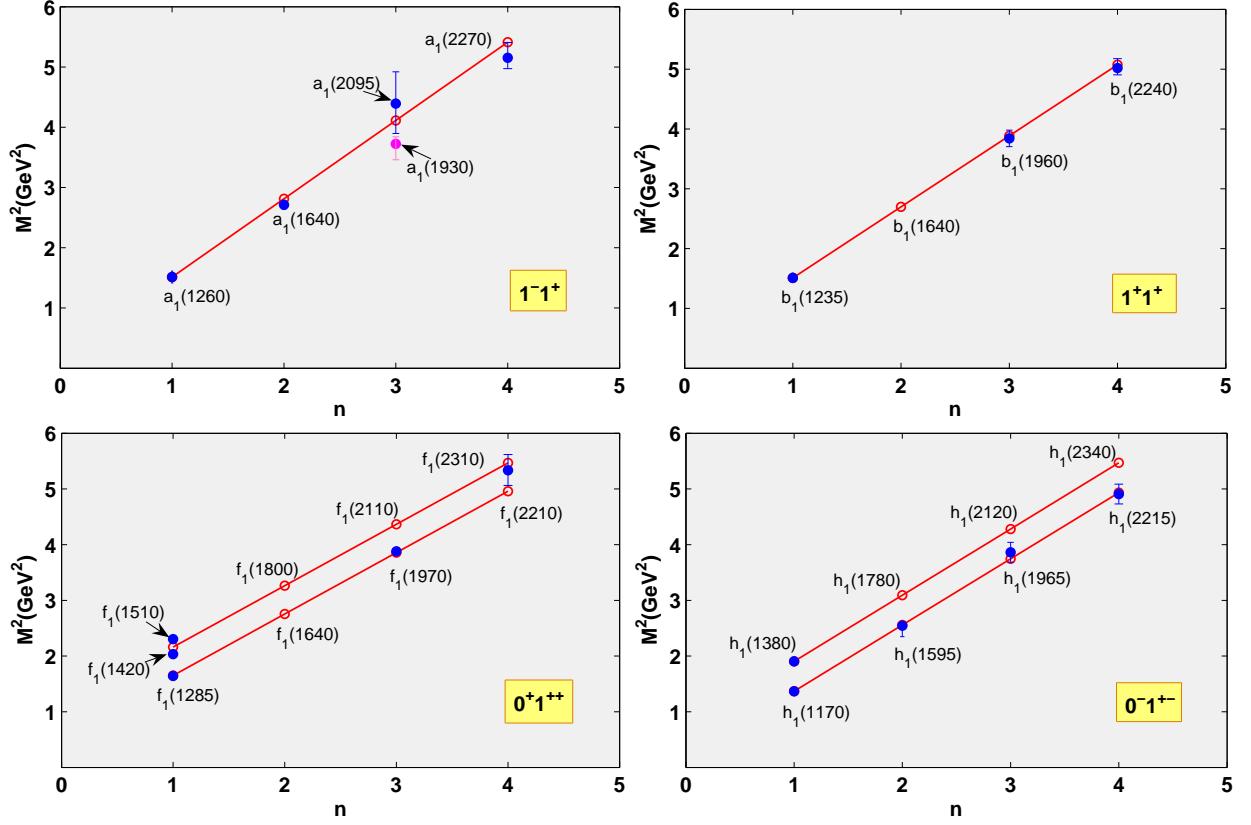 6
5
4
3
2
1
M²(GeV²)
a₁(2270)
a₁(2095)
a₁(1930)
a₁(1640)
a₁(1260)
1⁻1⁺
0 1 2 3 4 5
n
6
5
4
3
2
1
M²(GeV²)
b₁(2240)
b₁(1960)
b₁(1640)
b₁(1235)
1⁺1⁺
0 1 2 3 4 5
n
6
5
4
3
2
1
M²(GeV²)
f₁(2310)
f₁(2110)
f₁(2210)
f₁(1800)
f₁(1970)
f₁(1510)
f₁(1640)
f₁(1420)
f₁(1285)
0⁺1⁺⁺
0 1 2 3 4 5
n
6
5
4
3
2
1
M²(GeV²)
h₁(2340)
h₁(2120)
h₁(2215)
h₁(1780)
h₁(1965)
h₁(1380)
h₁(1595)
h₁(1170)
0⁻1⁺⁻
0 1 2 3 4 5
n